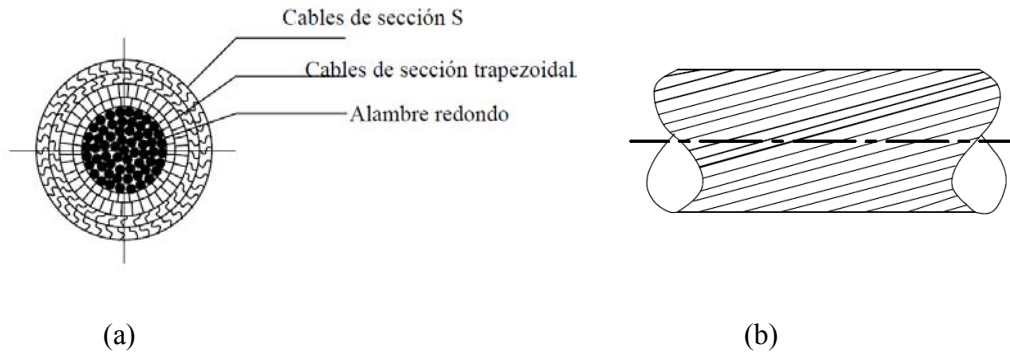 Cables de sección S
Cables de sección trapezoidal
Alambre redondo
(a)
(b)